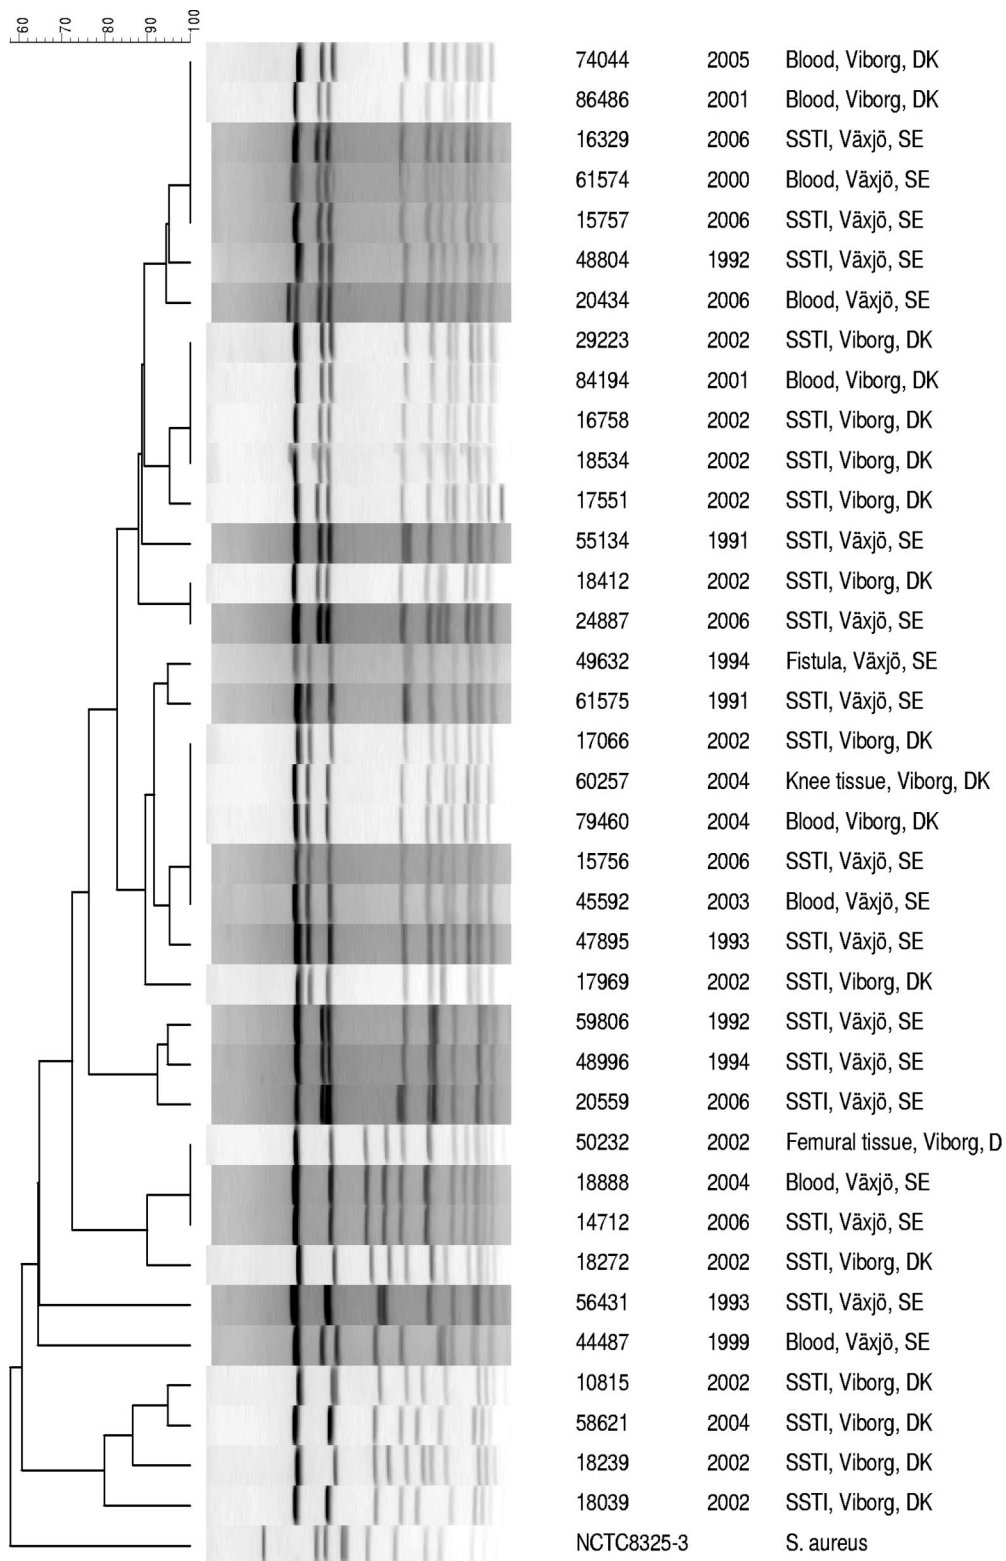 60 70 80 90 100
74044 2005 Blood, Viborg, DK
86486 2001 Blood, Viborg, DK
16329 2006 SSTI, Växjö, SE
61574 2000 Blood, Växjö, SE
15757 2006 SSTI, Växjö, SE
48804 1992 SSTI, Växjö, SE
20434 2006 Blood, Växjö, SE
29223 2002 SSTI, Viborg, DK
84194 2001 Blood, Viborg, DK
16758 2002 SSTI, Viborg, DK
18534 2002 SSTI, Viborg, DK
17551 2002 SSTI, Viborg, DK
55134 1991 SSTI, Växjö, SE
18412 2002 SSTI, Viborg, DK
24887 2006 SSTI, Växjö, SE
49632 1994 Fistula, Växjö, SE
61575 1991 SSTI, Växjö, SE
17066 2002 SSTI, Viborg, DK
60257 2004 Knee tissue, Viborg, DK
79460 2004 Blood, Viborg, DK
15756 2006 SSTI, Växjö, SE
45592 2003 Blood, Växjö, SE
47895 1993 SSTI, Växjö, SE
17969 2002 SSTI, Viborg, DK
59806 1992 SSTI, Växjö, SE
48996 1994 SSTI, Växjö, SE
20559 2006 SSTI, Växjö, SE
50232 2002 Femural tissue, Viborg, D
18888 2004 Blood, Växjö, SE
14712 2006 SSTI, Växjö, SE
18272 2002 SSTI, Viborg, DK
56431 1993 SSTI, Växjö, SE
44487 1999 Blood, Växjö, SE
10815 2002 SSTI, Viborg, DK
58621 2004 SSTI, Viborg, DK
18239 2002 SSTI, Viborg, DK
18039 2002 SSTI, Viborg, DK
NCTC8325-3 S. aureus